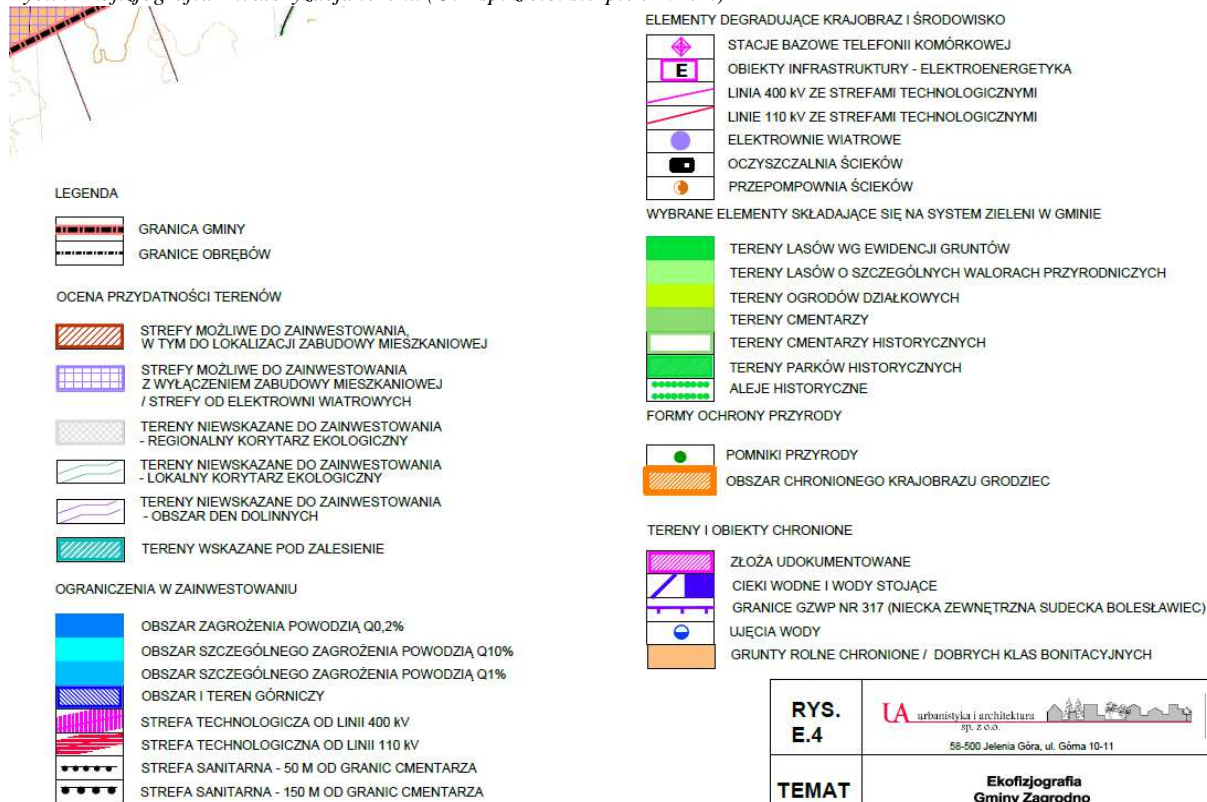 LEGENDA
GRANICA GMINY
GRANICE OBRĘBÓW
OCENA PRZYDATNOŚCI TERENÓW
STREFY MOŻLIWE DO ZAINWESTOWANIA,
W TYM DO LOKALIZACJI ZABUDOWY MIESZKANIOWEJ
STREFY MOŻLIWE DO ZAINWESTOWANIA
Z WYŁĄCZENIEM ZABUDOWY MIESZKANIOWEJ
/ STREFY OD ELEKTROWNI WIATROWYCH
TERENY NIEWSKAZANE DO ZAINWESTOWANIA
- REGIONALNY KORYTARZ EKOLOGICZNY
TERENY NIEWSKAZANE DO ZAINWESTOWANIA
- LOKALNY KORYTARZ EKOLOGICZNY
TERENY NIEWSKAZANE DO ZAINWESTOWANIA
- OBSZAR DEN DOLINNYCH
TERENY WSKAZANE POD ZALESIENIE
OGRANICZENIA W ZAINWESTOWANIU
OBSZAR ZAGROŻENIA POWODZIĄ Q0,2%
OBSZAR SZCZEGÓLNEGO ZAGROŻENIA POWODZIĄ Q10%
OBSZAR SZCZEGÓLNEGO ZAGROŻENIA POWODZIĄ Q1%
OBSZAR I TEREN GÓRNICZY
STREFA TECHNOLOGICZA OD LINII 400 kV
STREFA TECHNOLOGICZNA OD LINII 110 kV
STREFA SANITARNA - 50 M OD GRANIC CMENTARZA
STREFA SANITARNA - 150 M OD GRANIC CMENTARZA
ELEMENTY DEGRADUJĄCE KRAJOBRAZ I ŚRODOWISKO
STACJE BAZOWE TELEFONII KOMÓRKOWEJ
E OBIEKTY INFRASTRUKTURY - ELEKTROENERGETYKA
LINIA 400 kV ZE STREFAMI TECHNOLOGICZNYMI
LINIE 110 kV ZE STREFAMI TECHNOLOGICZNYMI
ELEKTROWNIE WIATROWE
OCZYSZCZALNIA ŚCIEKÓW
PRZEPOMPOWNIA ŚCIEKÓW
WYBRANE ELEMENTY SKŁADAJĄCE SIĘ NA SYSTEM ZIELENI W GMINIE
TERENY LASÓW WG EWIDENCJI GRUNTÓW
TERENY LASÓW O SZCZEGÓLNYCH WALORACH PRZYRODNICZYCH
TERENY OGRODÓW DZIAŁKOWYCH
TERENY CMENTARZY
TERENY CMENTARZY HISTORYCZNYCH
TERENY PARKÓW HISTORYCZNYCH
ALEJE HISTORYCZNE
FORMY OCHRONY PRZYRODY
POMNIKI PRZYRODY
OBSZAR CHRONIONEGO KRAJOBRAZU GRODZIEC
TERENY I OBIEKTY CHRONIONE
ZŁOŻA UDOKUMENTOWANE
CIEKI WODNE I WODY STOJĄCE
GRANICE GZWP NR 317 (NIECKA ZEWNĘTRZNA SUDECKA BOLESŁAWIEC)
UJĘCIA WODY
GRUNTY ROLNE CHRONIONE / DOBRYCH KLAS BONITACYJNYCH
RYS.
E.4
UA urbanistyka i architektura
sp. z o.o.
58-500 Jelenia Góra, ul. Górna 10-11
TEMAT
Ekofizjografia
Gminy Zagrodno